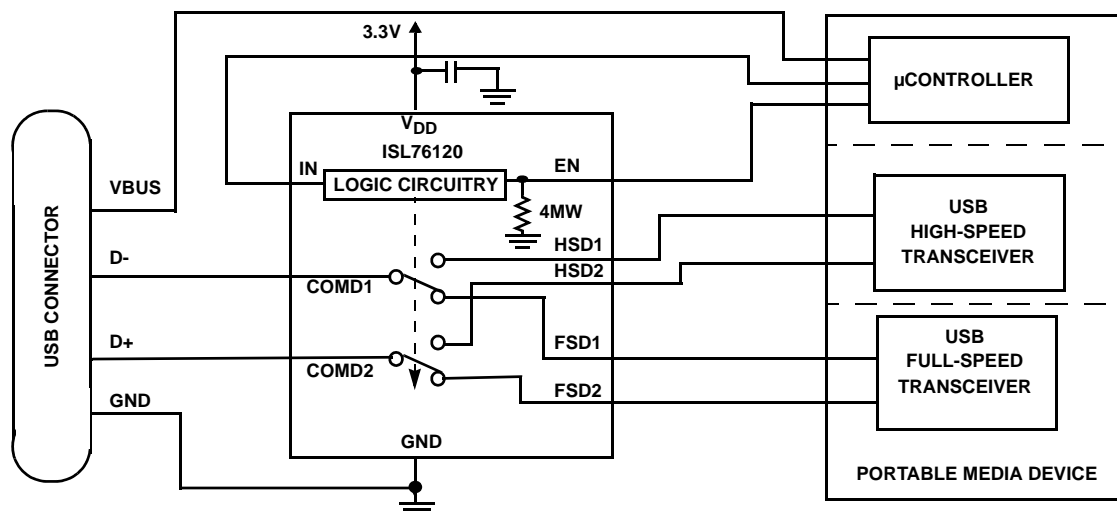 3.3V
µCONTROLLER
VDD
ISL76120
IN
EN
LOGIC CIRCUITRY
VBUS
4MW
USB
HIGH-SPEED
TRANSCEIVER
HSD1
HSD2
D-
COMD1
USB CONNECTOR
D+
COMD2
FSD1
USB
FULL-SPEED
TRANSCEIVER
FSD2
GND
GND
PORTABLE MEDIA DEVICE